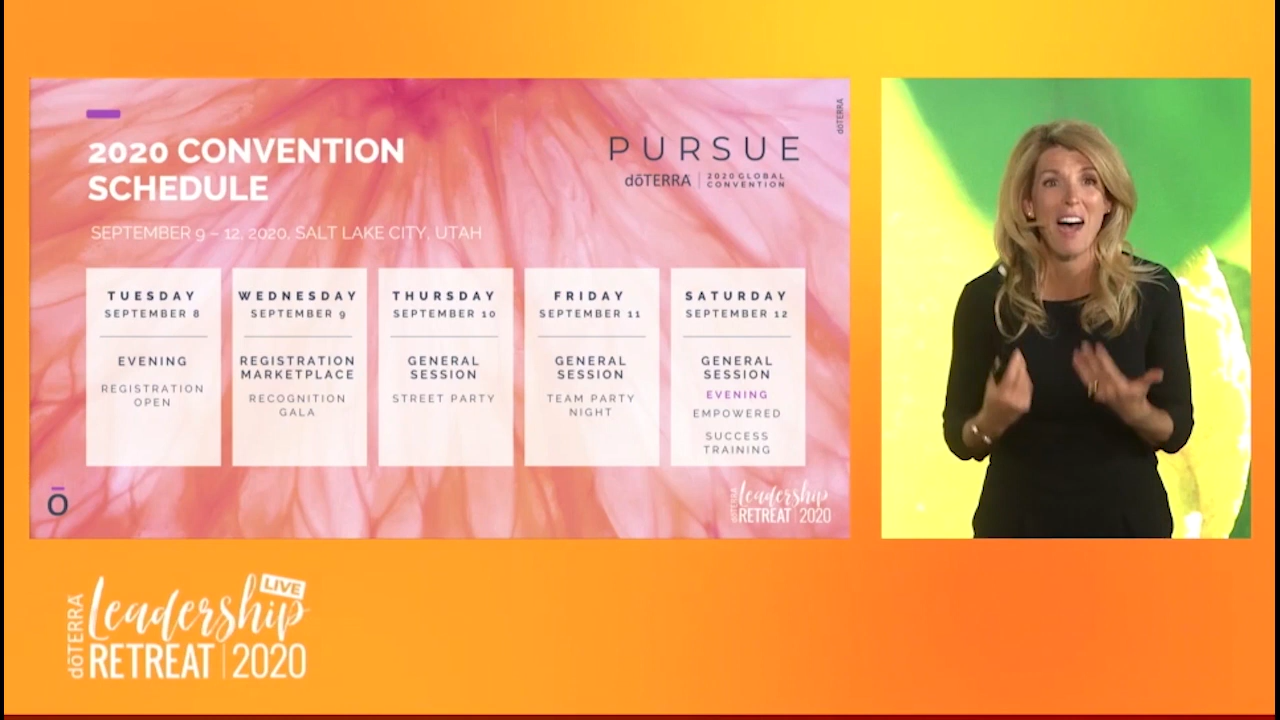 2020 CONVENTION
SCHEDULE
SEPTEMBER 9 – 12, 2020, SALT LAKE CITY, UTAH
PURSUE
dōTERRA | 2020 GLOBAL
CONVENTION
dōTERRA
TUESDAY
SEPTEMBER 8
EVENING
REGISTRATION
OPEN
WEDNESDAY
SEPTEMBER 9
REGISTRATION
MARKETPLACE
RECOGNITION
GALA
THURSDAY
SEPTEMBER 10
GENERAL
SESSION
STREET PARTY
FRIDAY
SEPTEMBER 11
GENERAL
SESSION
TEAM PARTY
NIGHT
SATURDAY
SEPTEMBER 12
GENERAL
SESSION
EVENING
EMPOWERED
SUCCESS
TRAINING
ō
dōTERRA
Leadership
RETREAT | 2020
dōTERRA
Leadership LIVE
RETREAT | 2020